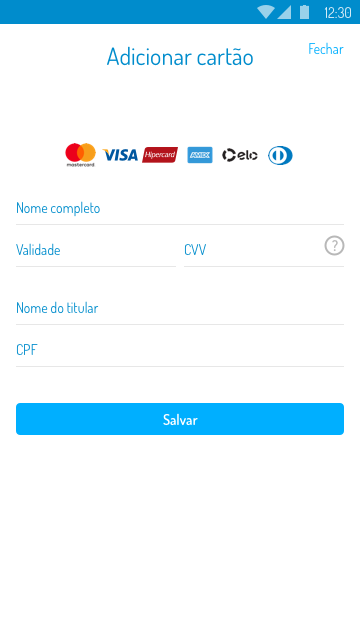 12:30
Adicionar cartão
Fechar
mastercard VISA Hipercard AMEX elo
Nome completo
Validade CVV ?
Nome do titular
CPF
Salvar